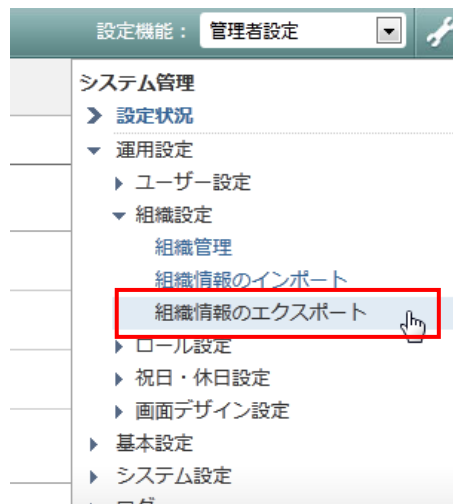 設定機能： 管理者設定
システム管理
設定状況
運用設定
ユーザー設定
組織設定
組織管理
組織情報のインポート
組織情報のエクスポート
ロール設定
祝日・休日設定
画面デザイン設定
基本設定
システム設定
ログ